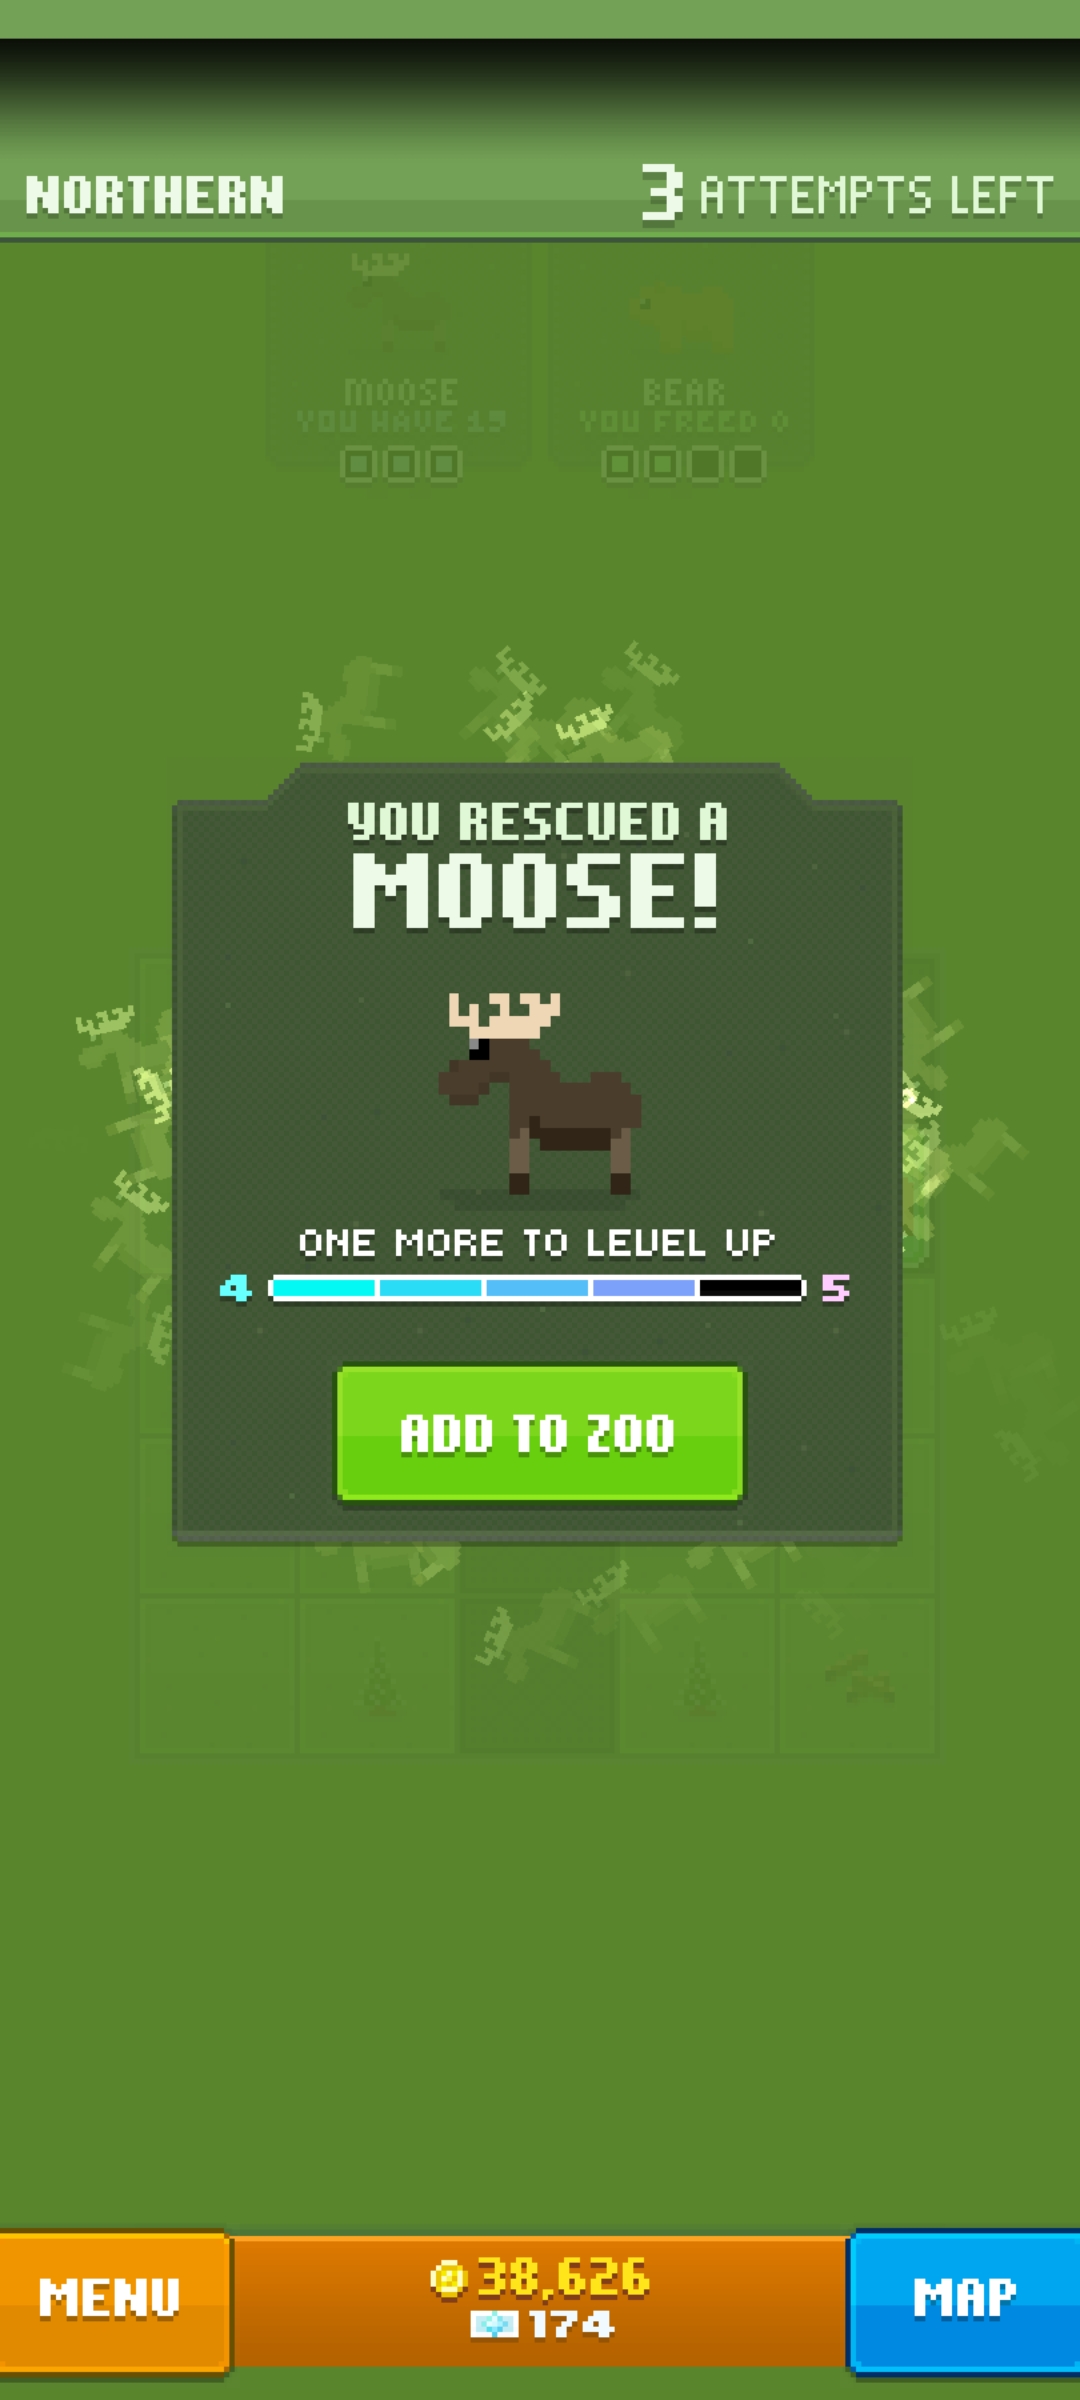 NORTHERN
3 ATTEMPTS LEFT
MOOSE
YOU HAVE 19
BEAR
YOU FREED 0
YOU RESCUED A
MOOSE!
ONE MORE TO LEVEL UP
4 5
ADD TO ZOO
MENU
38,626
174
MAP